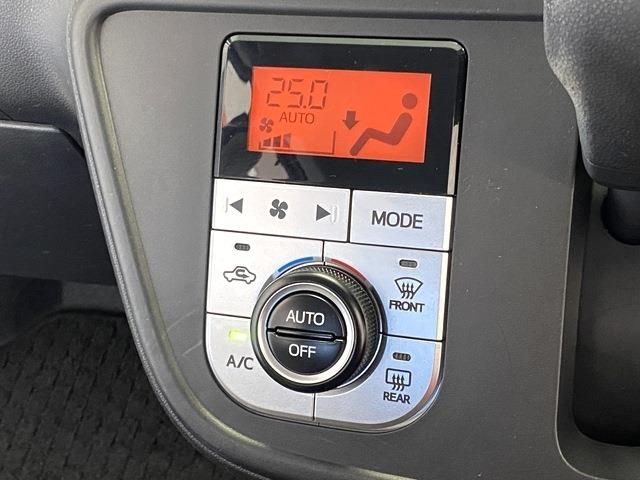 25.0
AUTO
MODE
FRONT
AUTO
OFF
A/C
REAR